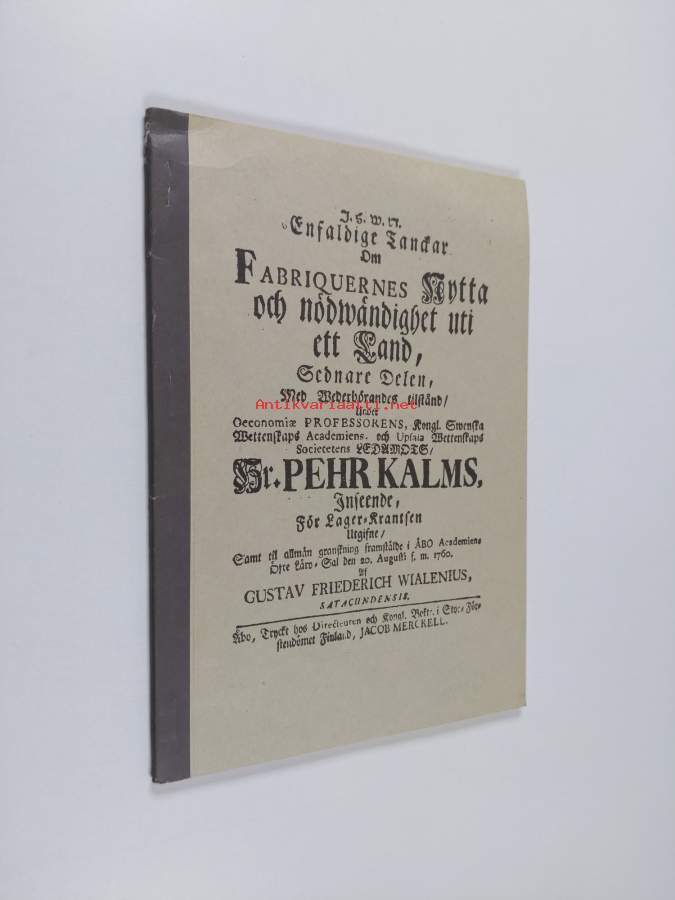 J. H. W. N.
Enfaldige Tanckar
Om
FABRIQUERNES Nytta
och nödwändighet uti
ett Land,
Sednare Delen,
Med Wederbörandes tilstånd/
Under
Antikvariaatti.net
Oeconomiæ PROFESSORENS, Kongl. Swenska
Wettenskaps Academiens, och Upsala Wettenskaps
Societetens LEDAMOTS/
Hr. PEHR KALMS,
Inseende,
För Lager-Krantsen
Utgifne/
Samt til allmän granskning framstälde i ÅBO Academiens
Öfre Läro-Sal den 20. Augusti f. m. 1760.
Af
GUSTAV FRIEDERICH WIALENIUS,
SATACUNDENSIS.
Åbo, Tryckt hos Directeuren och Kongl. Boktr. i Stor-För-
stendömet Finland, JACOB MERCKELL.